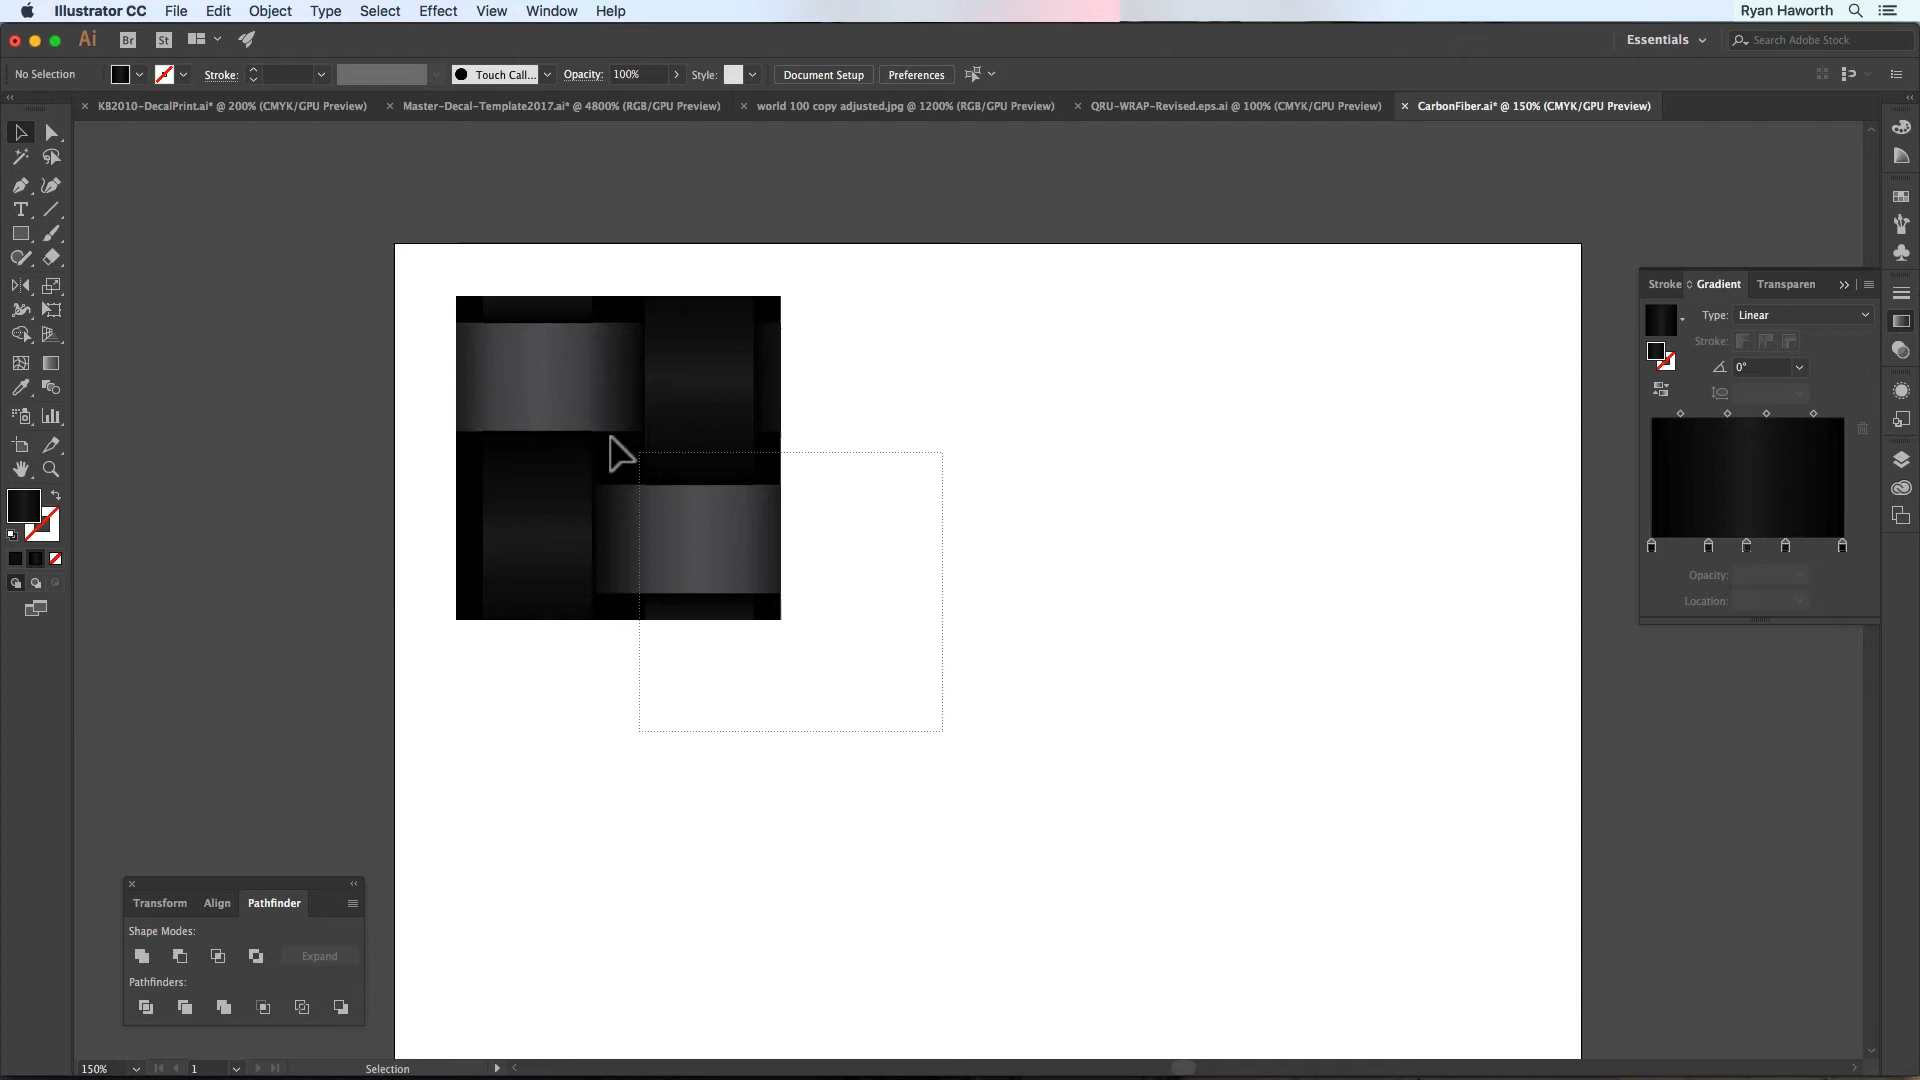 Illustrator CC File Edit Object Type Select Effect View Window Help Ryan Haworth
Ai Br St Essentials Search Adobe Stock
No Selection Stroke: Touch Call... Opacity: 100% Style: Document Setup Preferences
KB2010-DecalPrint.ai* @ 200% (CMYK/GPU Preview) Master-Decal-Template2017.ai* @ 4800% (RGB/GPU Preview) world 100 copy adjusted.jpg @ 1200% (RGB/GPU Preview) QRU-WRAP-Revised.eps.ai @ 100% (CMYK/GPU Preview) CarbonFiber.ai* @ 150% (CMYK/GPU Preview)
Stroke Gradient Transparen
Type: Linear
Stroke:
0°
Opacity:
Location:
Transform Align Pathfinder
Shape Modes:
Expand
Pathfinders:
150% 1 Selection